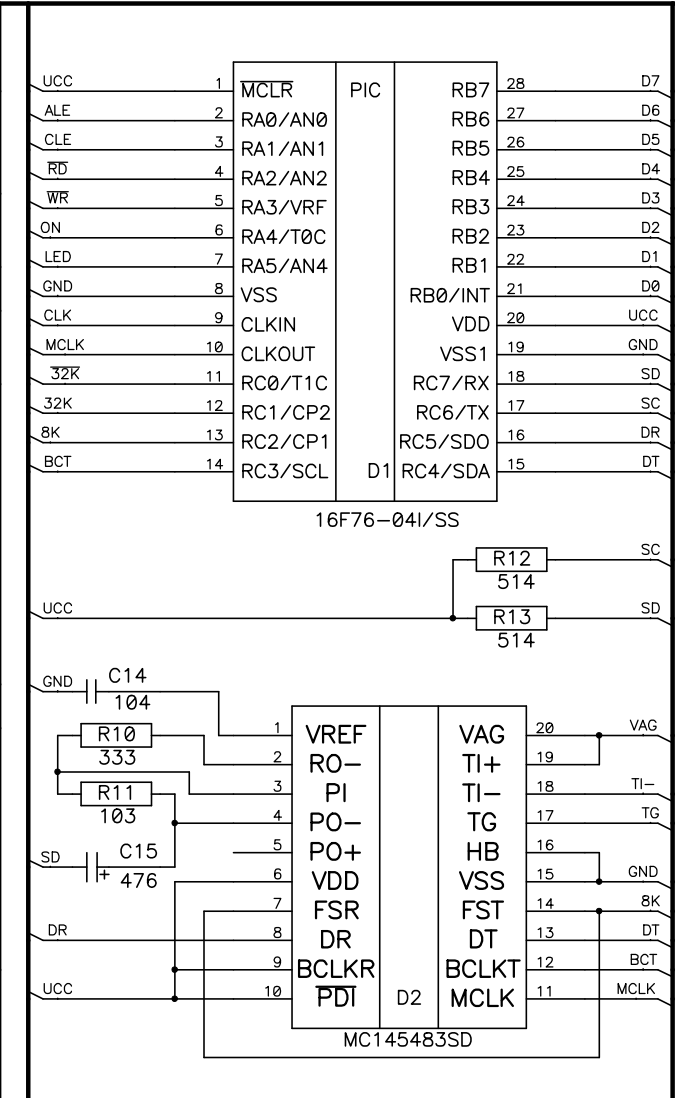 UCC 1 MCLR PIC RB7 28 D7
ALE 2 RA0/AN0 RB6 27 D6
CLE 3 RA1/AN1 RB5 26 D5
RD 4 RA2/AN2 RB4 25 D4
WR 5 RA3/VRF RB3 24 D3
ON 6 RA4/T0C RB2 23 D2
LED 7 RA5/AN4 RB1 22 D1
GND 8 VSS RB0/INT 21 D0
CLK 9 CLKIN VDD 20 UCC
MCLK 10 CLKOUT VSS1 19 GND
32K 11 RC0/T1C RC7/RX 18 SD
32K 12 RC1/CP2 RC6/TX 17 SC
8K 13 RC2/CP1 RC5/SDO 16 DR
BCT 14 RC3/SCL D1 RC4/SDA 15 DT
16F76-04I/SS
R12 SC
514
UCC R13 SD
514
GND C14
104
1 VREF VAG 20 VAG
R10
333
2 RO- TI+ 19
3 PI TI- 18 TI-
R11
103
4 PO- TG 17 TG
SD C15
+ 476
5 PO+ HB 16
6 VDD VSS 15 GND
7 FSR FST 14 8K
DR 8 DR DT 13 DT
9 BCLKR BCLKT 12 BCT
UCC 10 PDI D2 MCLK 11 MCLK
MC145483SD